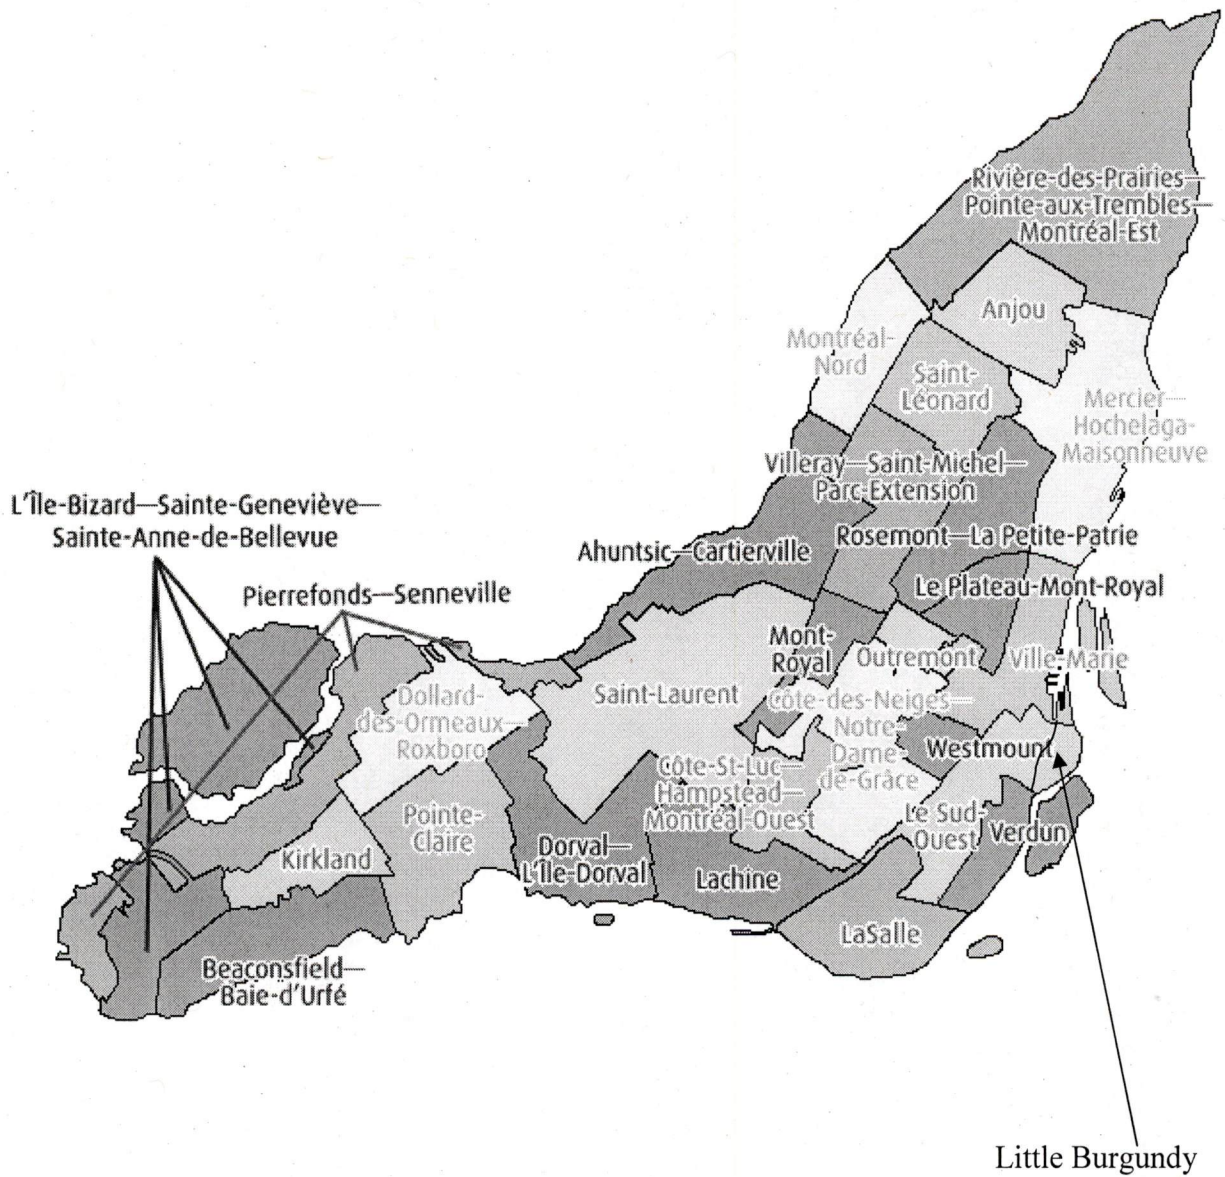 Rivière-des-Prairies—
Pointe-aux-Trembles—
Montréal-Est
Anjou
Montréal-
Nord
Saint-
Léonard
Mercier—
Hochelaga-
Maisonneuve
Villeray—Saint-Michel—
Parc-Extension
L'Île-Bizard—Sainte-Geneviève—
Sainte-Anne-de-Bellevue
Ahuntsic—Cartierville
Rosemont—La Petite-Patrie
Pierrefonds—Senneville
Le Plateau-Mont-Royal
Mont-
Royal
Outremont
Ville-Marie
Dollard-
des-Ormeaux—
Roxboro
Saint-Laurent
Côte-des-Neiges—
Notre-
Dame-
de-Grâce
Westmount
Côte-St-Luc—
Hampstead—
Montréal-Ouest
Pointe-
Claire
Le Sud-
Ouest
Verdun
Kirkland
Dorval—
L'Île-Dorval
Lachine
LaSalle
Beaconsfield—
Baie-d'Urfé
Little Burgundy